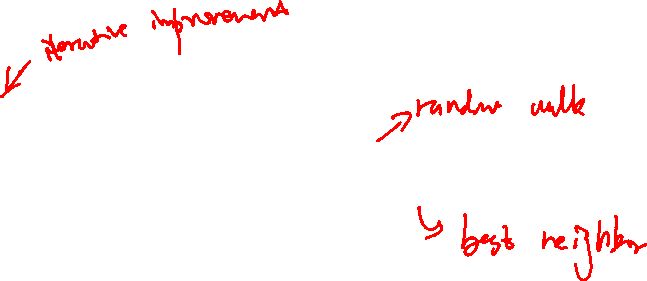 iterative improvement
random walk
best neighbor